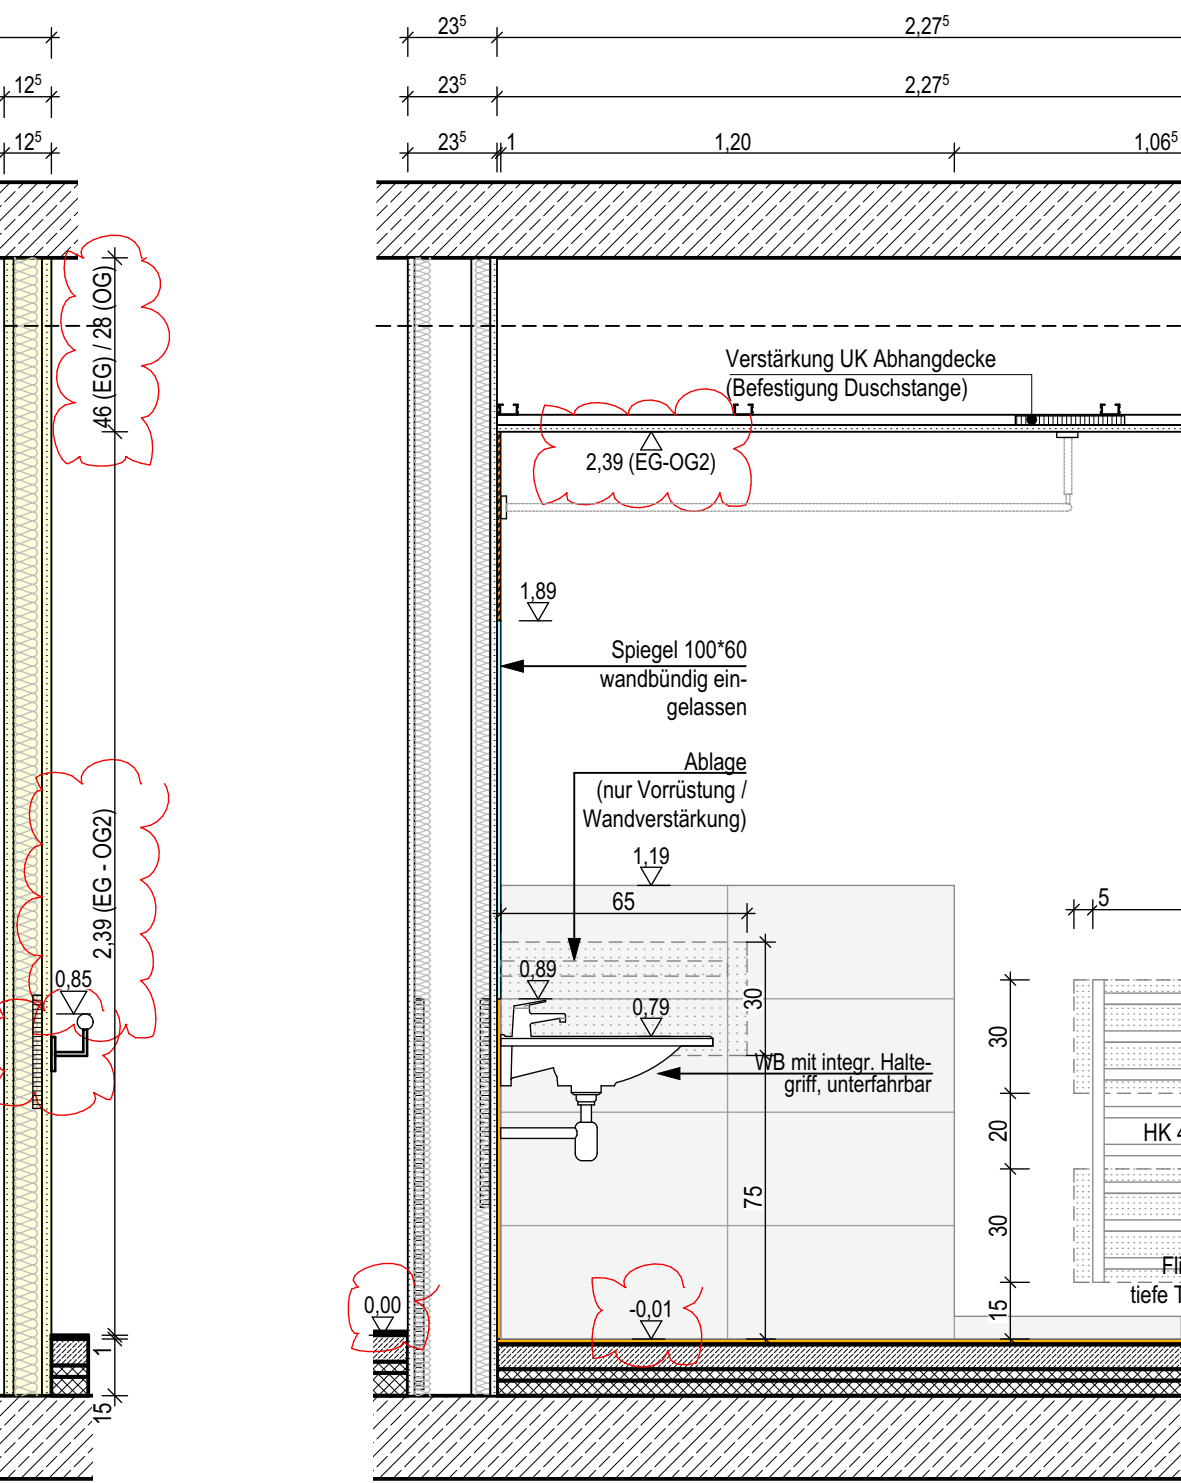 23⁵
2,27⁵
12⁵
23⁵
2,27⁵
12⁵
23⁵
1
1,20
1,06⁵
46 (EG) / 28 (OG)
Verstärkung UK Abhangdecke
(Befestigung Duschstange)
2,39 (EG-OG2)
1,89
Spiegel 100*60
wandbündig ein-
gelassen
Ablage
(nur Vorrüstung /
Wandverstärkung)
2,39 (EG - OG2)
1,19
65
5
0,85
0,89
0,79
30
30
WB mit integr. Halte-
griff, unterfahrbar
20
HK 4
75
30
Fli
tiefe T
15
0,00
-0,01
1
15